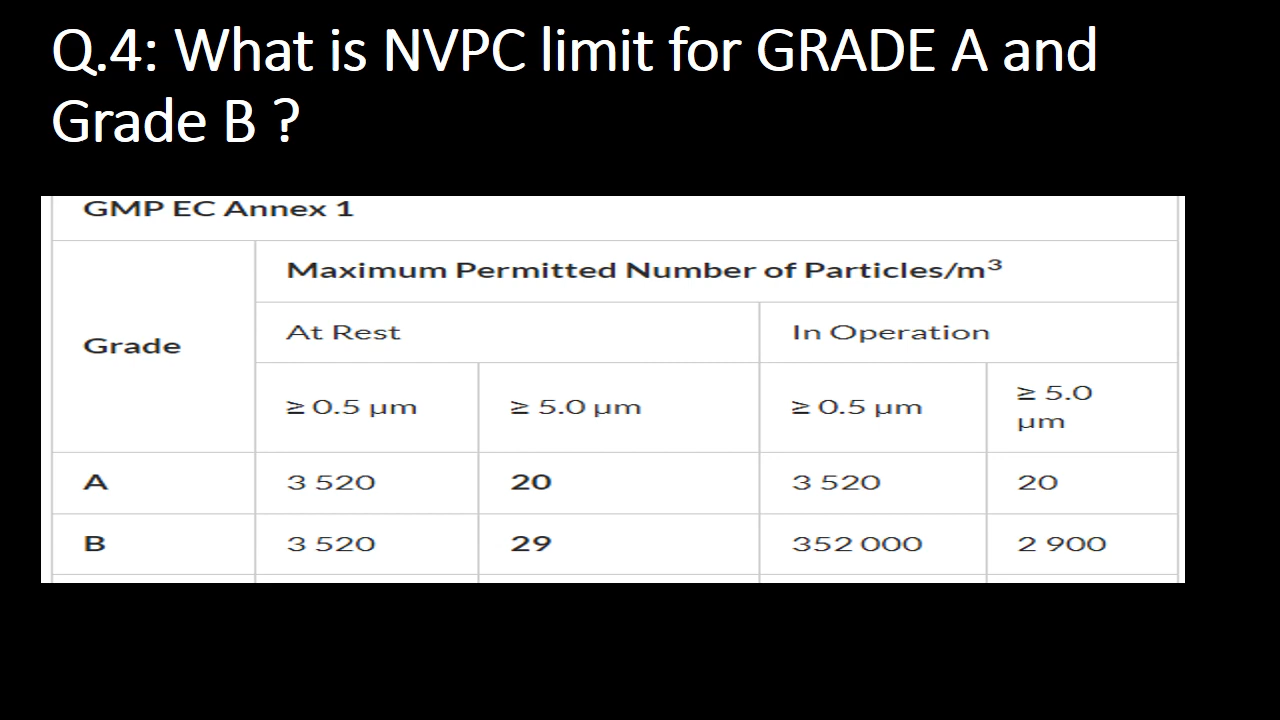 Q.4: What is NVPC limit for GRADE A and
Grade B ?
GMP EC Annex 1
Grade
Maximum Permitted Number of Particles/m³
At Rest
In Operation
≥ 0.5 µm
≥ 5.0 µm
≥ 0.5 µm
≥ 5.0
µm
A
3 520
20
3 520
20
B
3 520
29
352 000
2 900